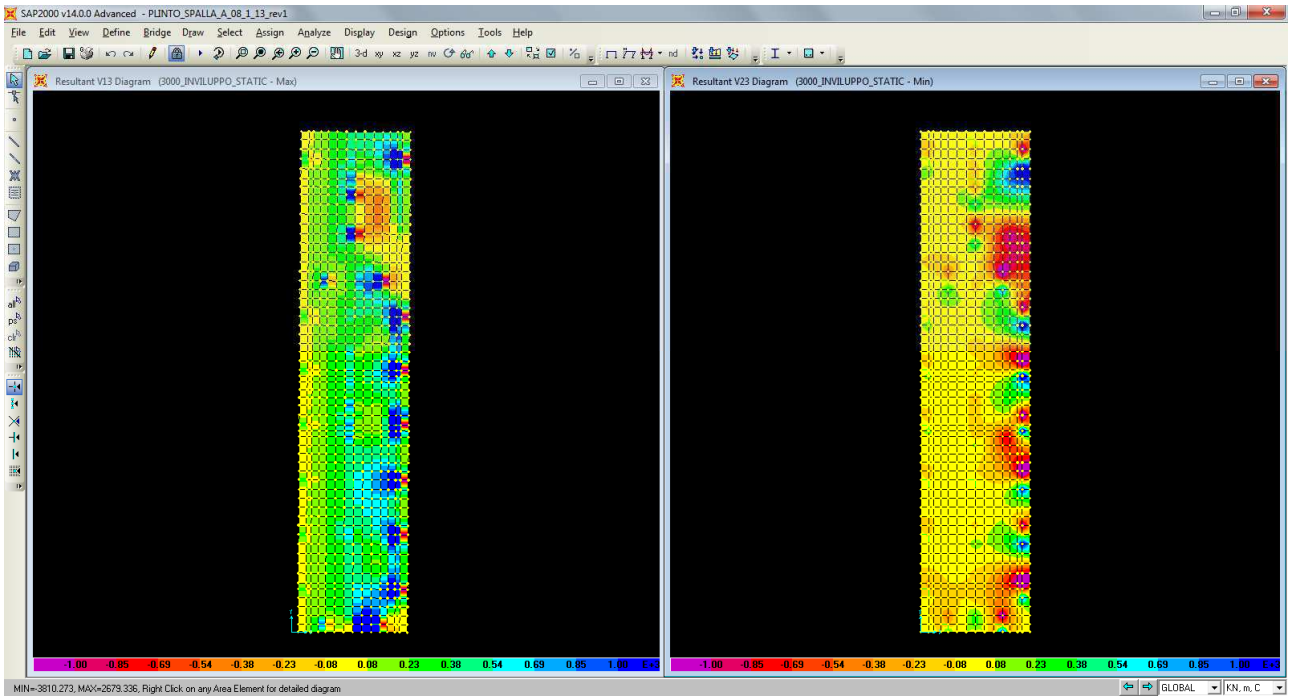 SAP2000 v14.0.0 Advanced - PLINTO_SPALLA_A_08_1_13_rev1
File Edit View Define Bridge Draw Select Assign Analyze Display Design Options Tools Help
3-d xy xz yz nv nd
Resultant V13 Diagram (3000_INVILUPPO_STATIC - Max)
Resultant V23 Diagram (3000_INVILUPPO_STATIC - Min)
all
ps
clr
-1.00 -0.85 -0.69 -0.54 -0.38 -0.23 -0.08 0.08 0.23 0.38 0.54 0.69 0.85 1.00 E+3
-1.00 -0.85 -0.69 -0.54 -0.38 -0.23 -0.08 0.08 0.23 0.38 0.54 0.69 0.85 1.00 E+3
MIN=-3810.273, MAX=2679.336, Right Click on any Area Element for detailed diagram
GLOBAL KN, m, C